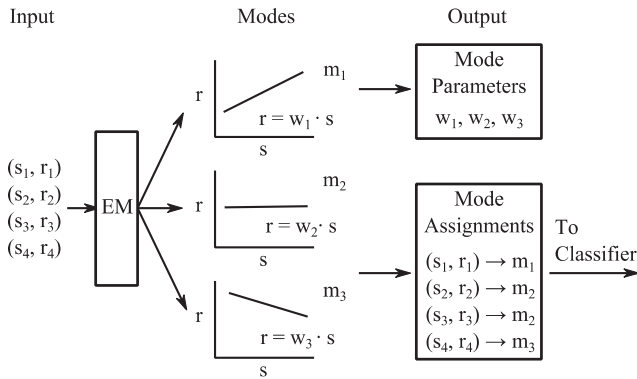 Input
Modes
Output
(s₁, r₁)
(s₂, r₂)
(s₃, r₃)
(s₄, r₄)
EM
r
m₁
r = w₁ · s
s
r
m₂
r = w₂ · s
s
r
m₃
r = w₃ · s
s
Mode
Parameters
w₁, w₂, w₃
Mode
Assignments
(s₁, r₁) → m₁
(s₂, r₂) → m₂
(s₃, r₃) → m₂
(s₄, r₄) → m₃
To
Classifier